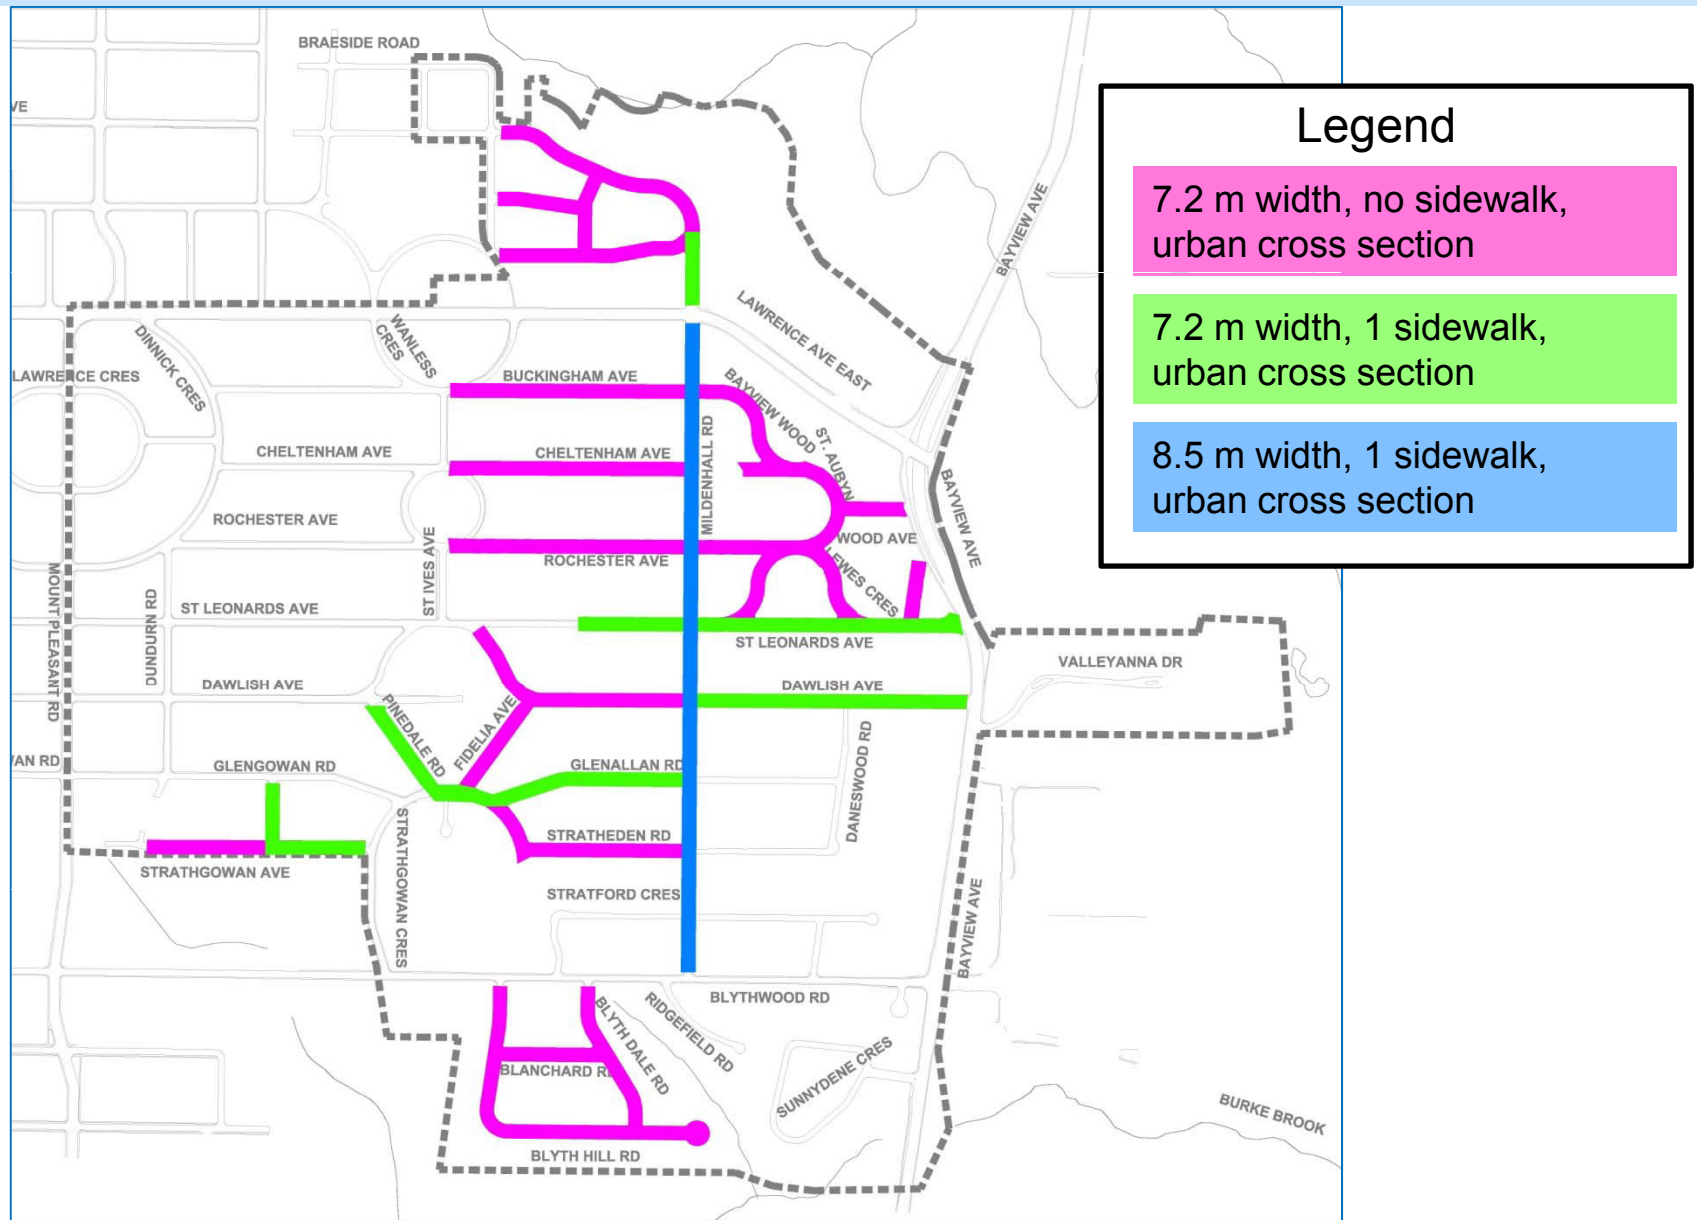 BRAESIDE ROAD
VE
Legend
7.2 m width, no sidewalk,
urban cross section
7.2 m width, 1 sidewalk,
urban cross section
8.5 m width, 1 sidewalk,
urban cross section
BAYVIEW AVE
LAWRENCE AVE EAST
DINNICK CRES
WANLESS
CRES
LAWRENCE CRES
BUCKINGHAM AVE
BAYVIEW WOOD
MILDENHALL RD
ST. AUBYN
CHELTENHAM AVE
CHELTENHAM AVE
BAYVIEW AVE
ROCHESTER AVE
WOOD AVE
ST IVES AVE
ROCHESTER AVE
LEWES CRES
MOUNT PLEASANT RD
DUNDURN RD
ST LEONARDS AVE
ST LEONARDS AVE
VALLEYANNA DR
DAWLISH AVE
DAWLISH AVE
PINEDALE RD
FIDELIA AVE
DANESWOOD RD
AN RD
GLENGOWAN RD
GLENALLAN RD
STRATHGOWAN CRES
STRATHEDEN RD
STRATHGOWAN AVE
STRATFORD CRES
BAYVIEW AVE
BLYTHWOOD RD
BLYTH DALE RD
RIDGEFIELD RD
BLANCHARD R
SUNNYDENE CRES
BURKE BROOK
BLYTH HILL RD